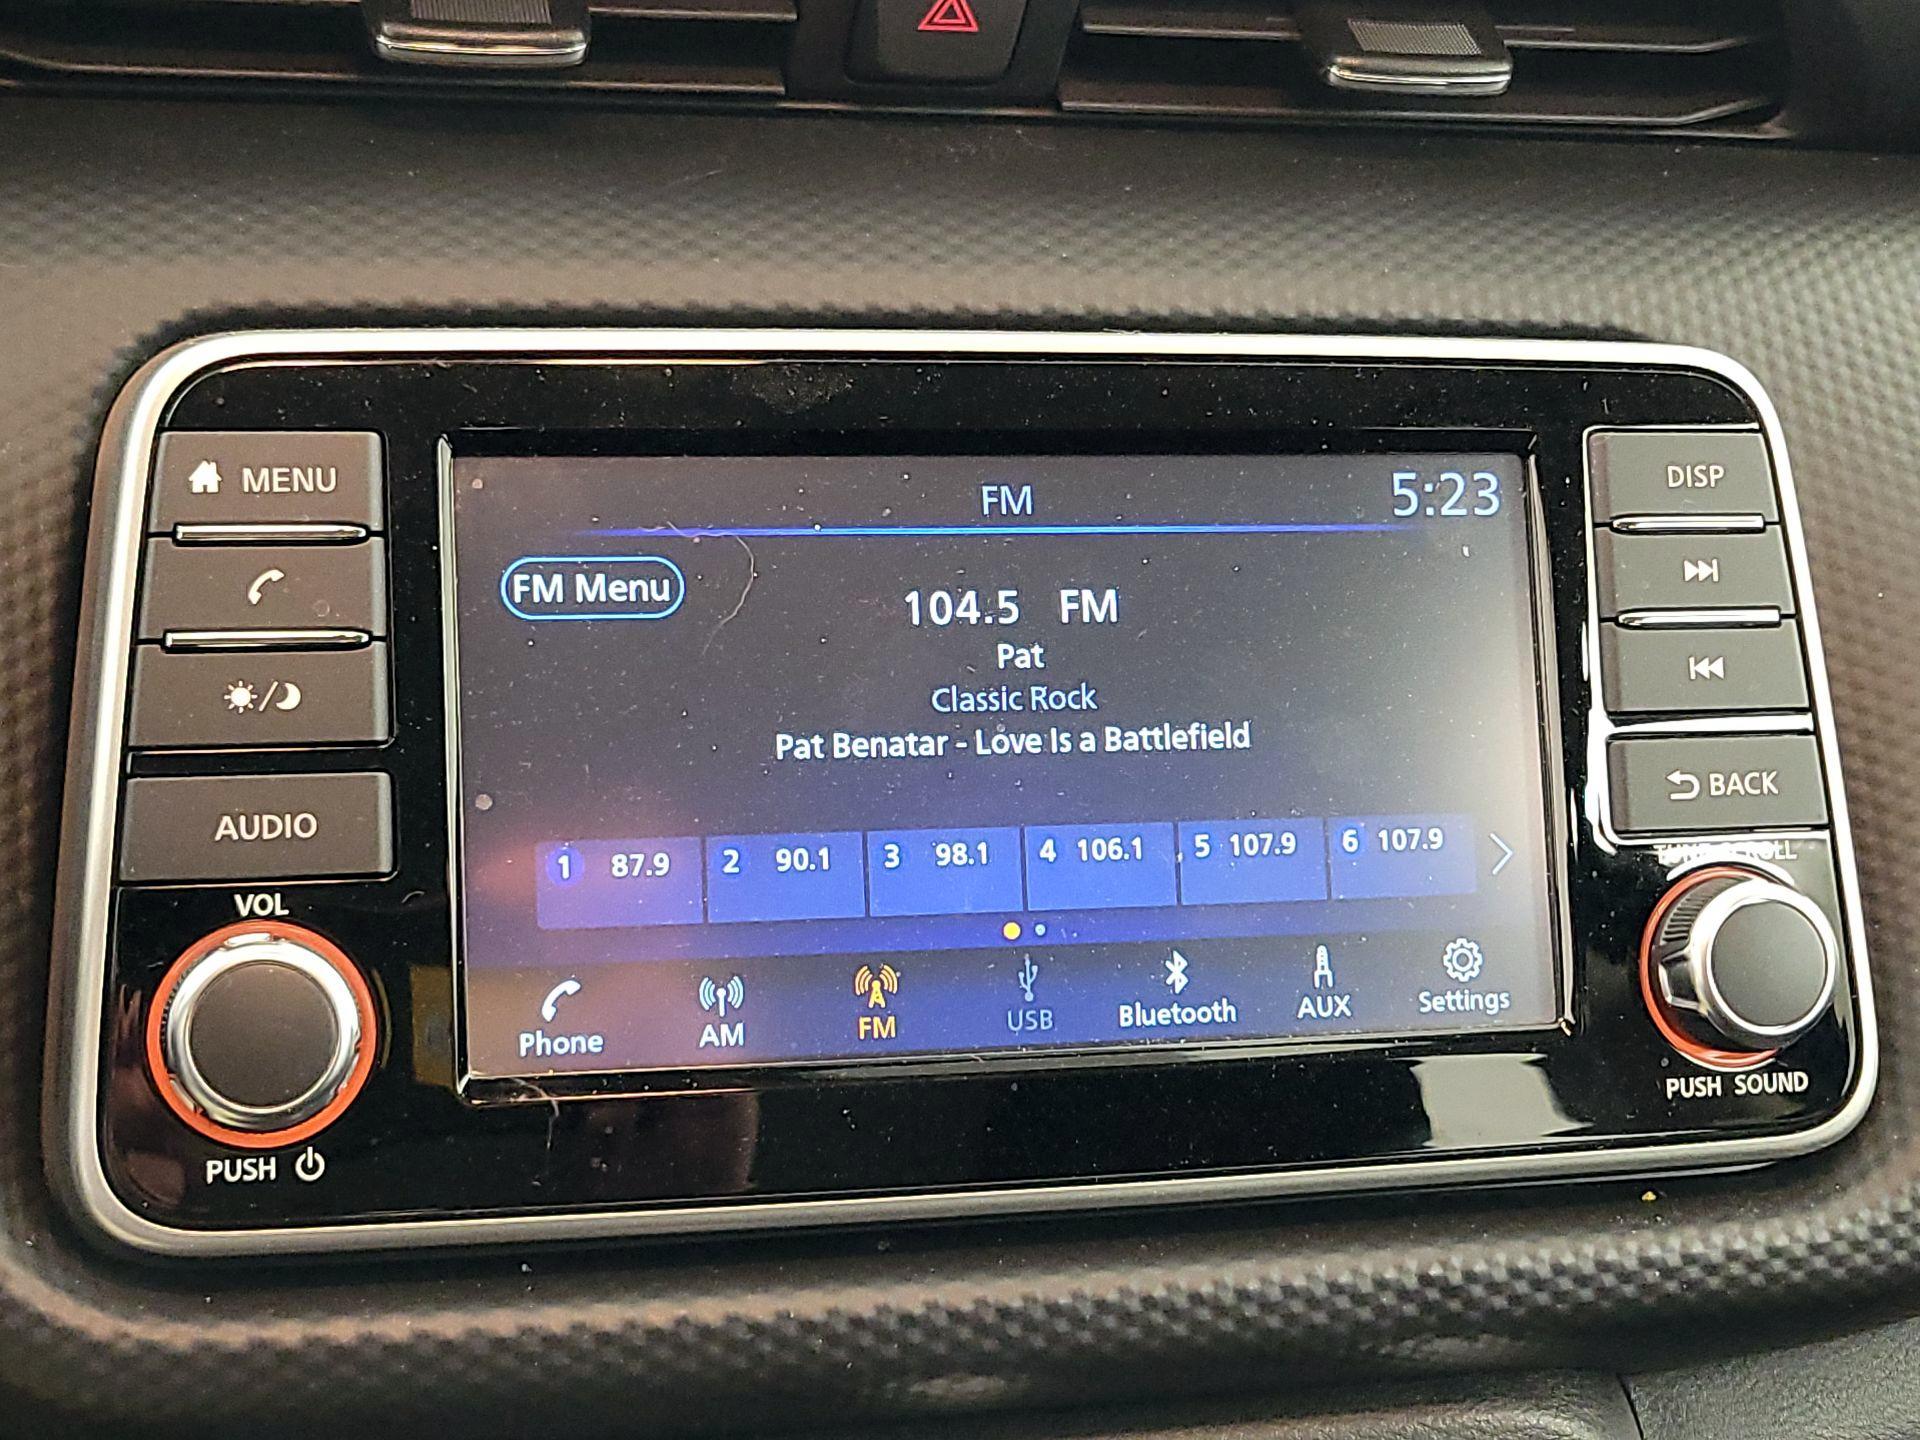 MENU
AUDIO
VOL
PUSH
FM
5:23
FM Menu
104.5 FM
Pat
Classic Rock
Pat Benatar - Love Is a Battlefield
1 87.9
2 90.1
3 98.1
4 106.1
5 107.9
6 107.9
Phone
AM
FM
USB
Bluetooth
AUX
Settings
DISP
BACK
TUNE·SCROLL
PUSH SOUND